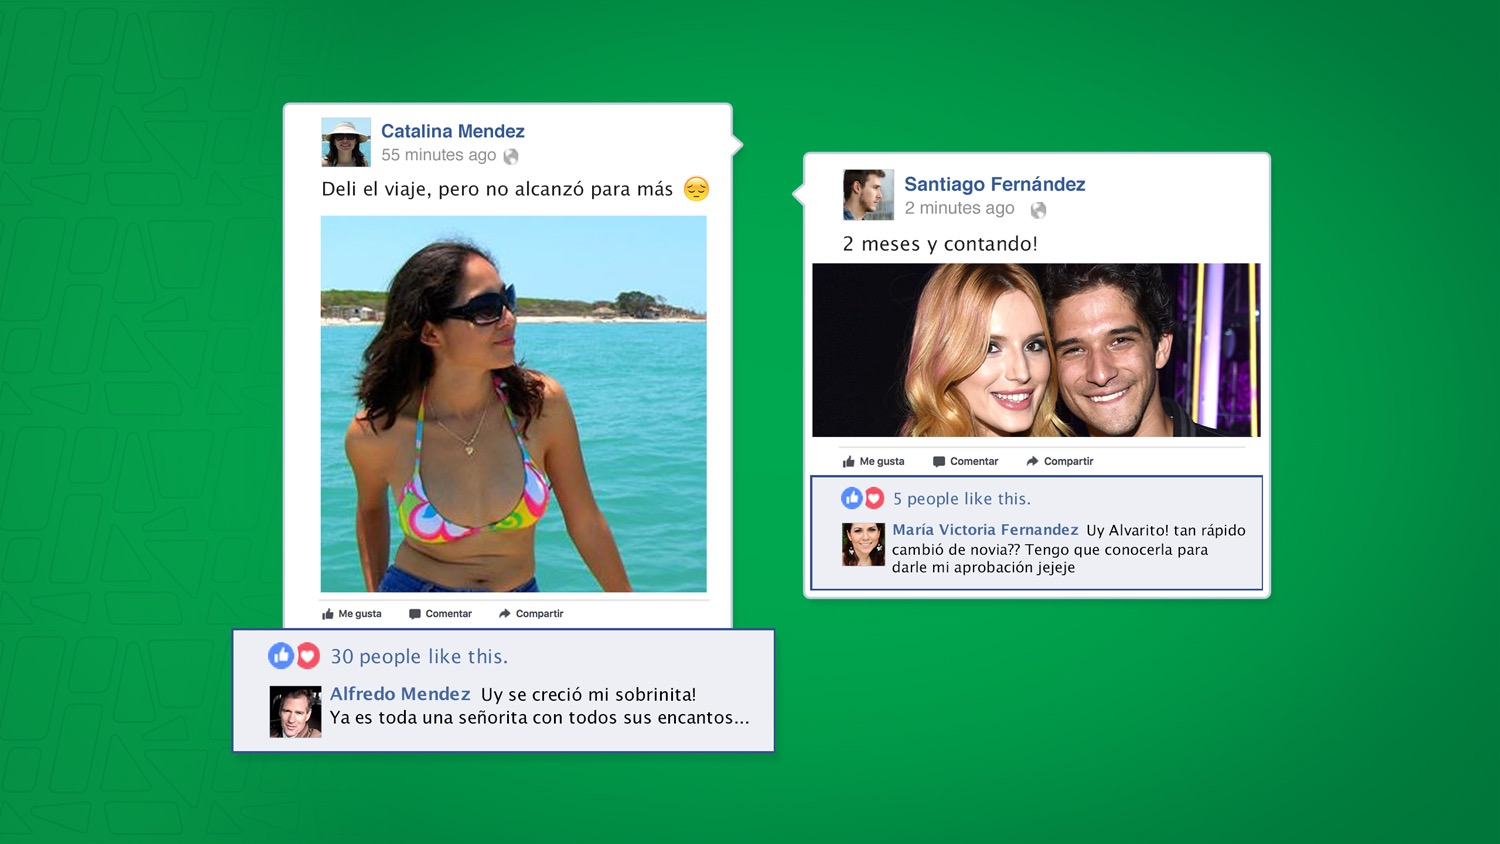 Catalina Mendez
55 minutes ago
Deli el viaje, pero no alcanzó para más
Me gusta Comentar Compartir
30 people like this.
Alfredo Mendez Uy se creció mi sobrinita!
Ya es toda una señorita con todos sus encantos...
Santiago Fernández
2 minutes ago
2 meses y contando!
Me gusta Comentar Compartir
5 people like this.
María Victoria Fernandez Uy Alvarito! tan rápido
cambió de novia?? Tengo que conocerla para
darle mi aprobación jejeje